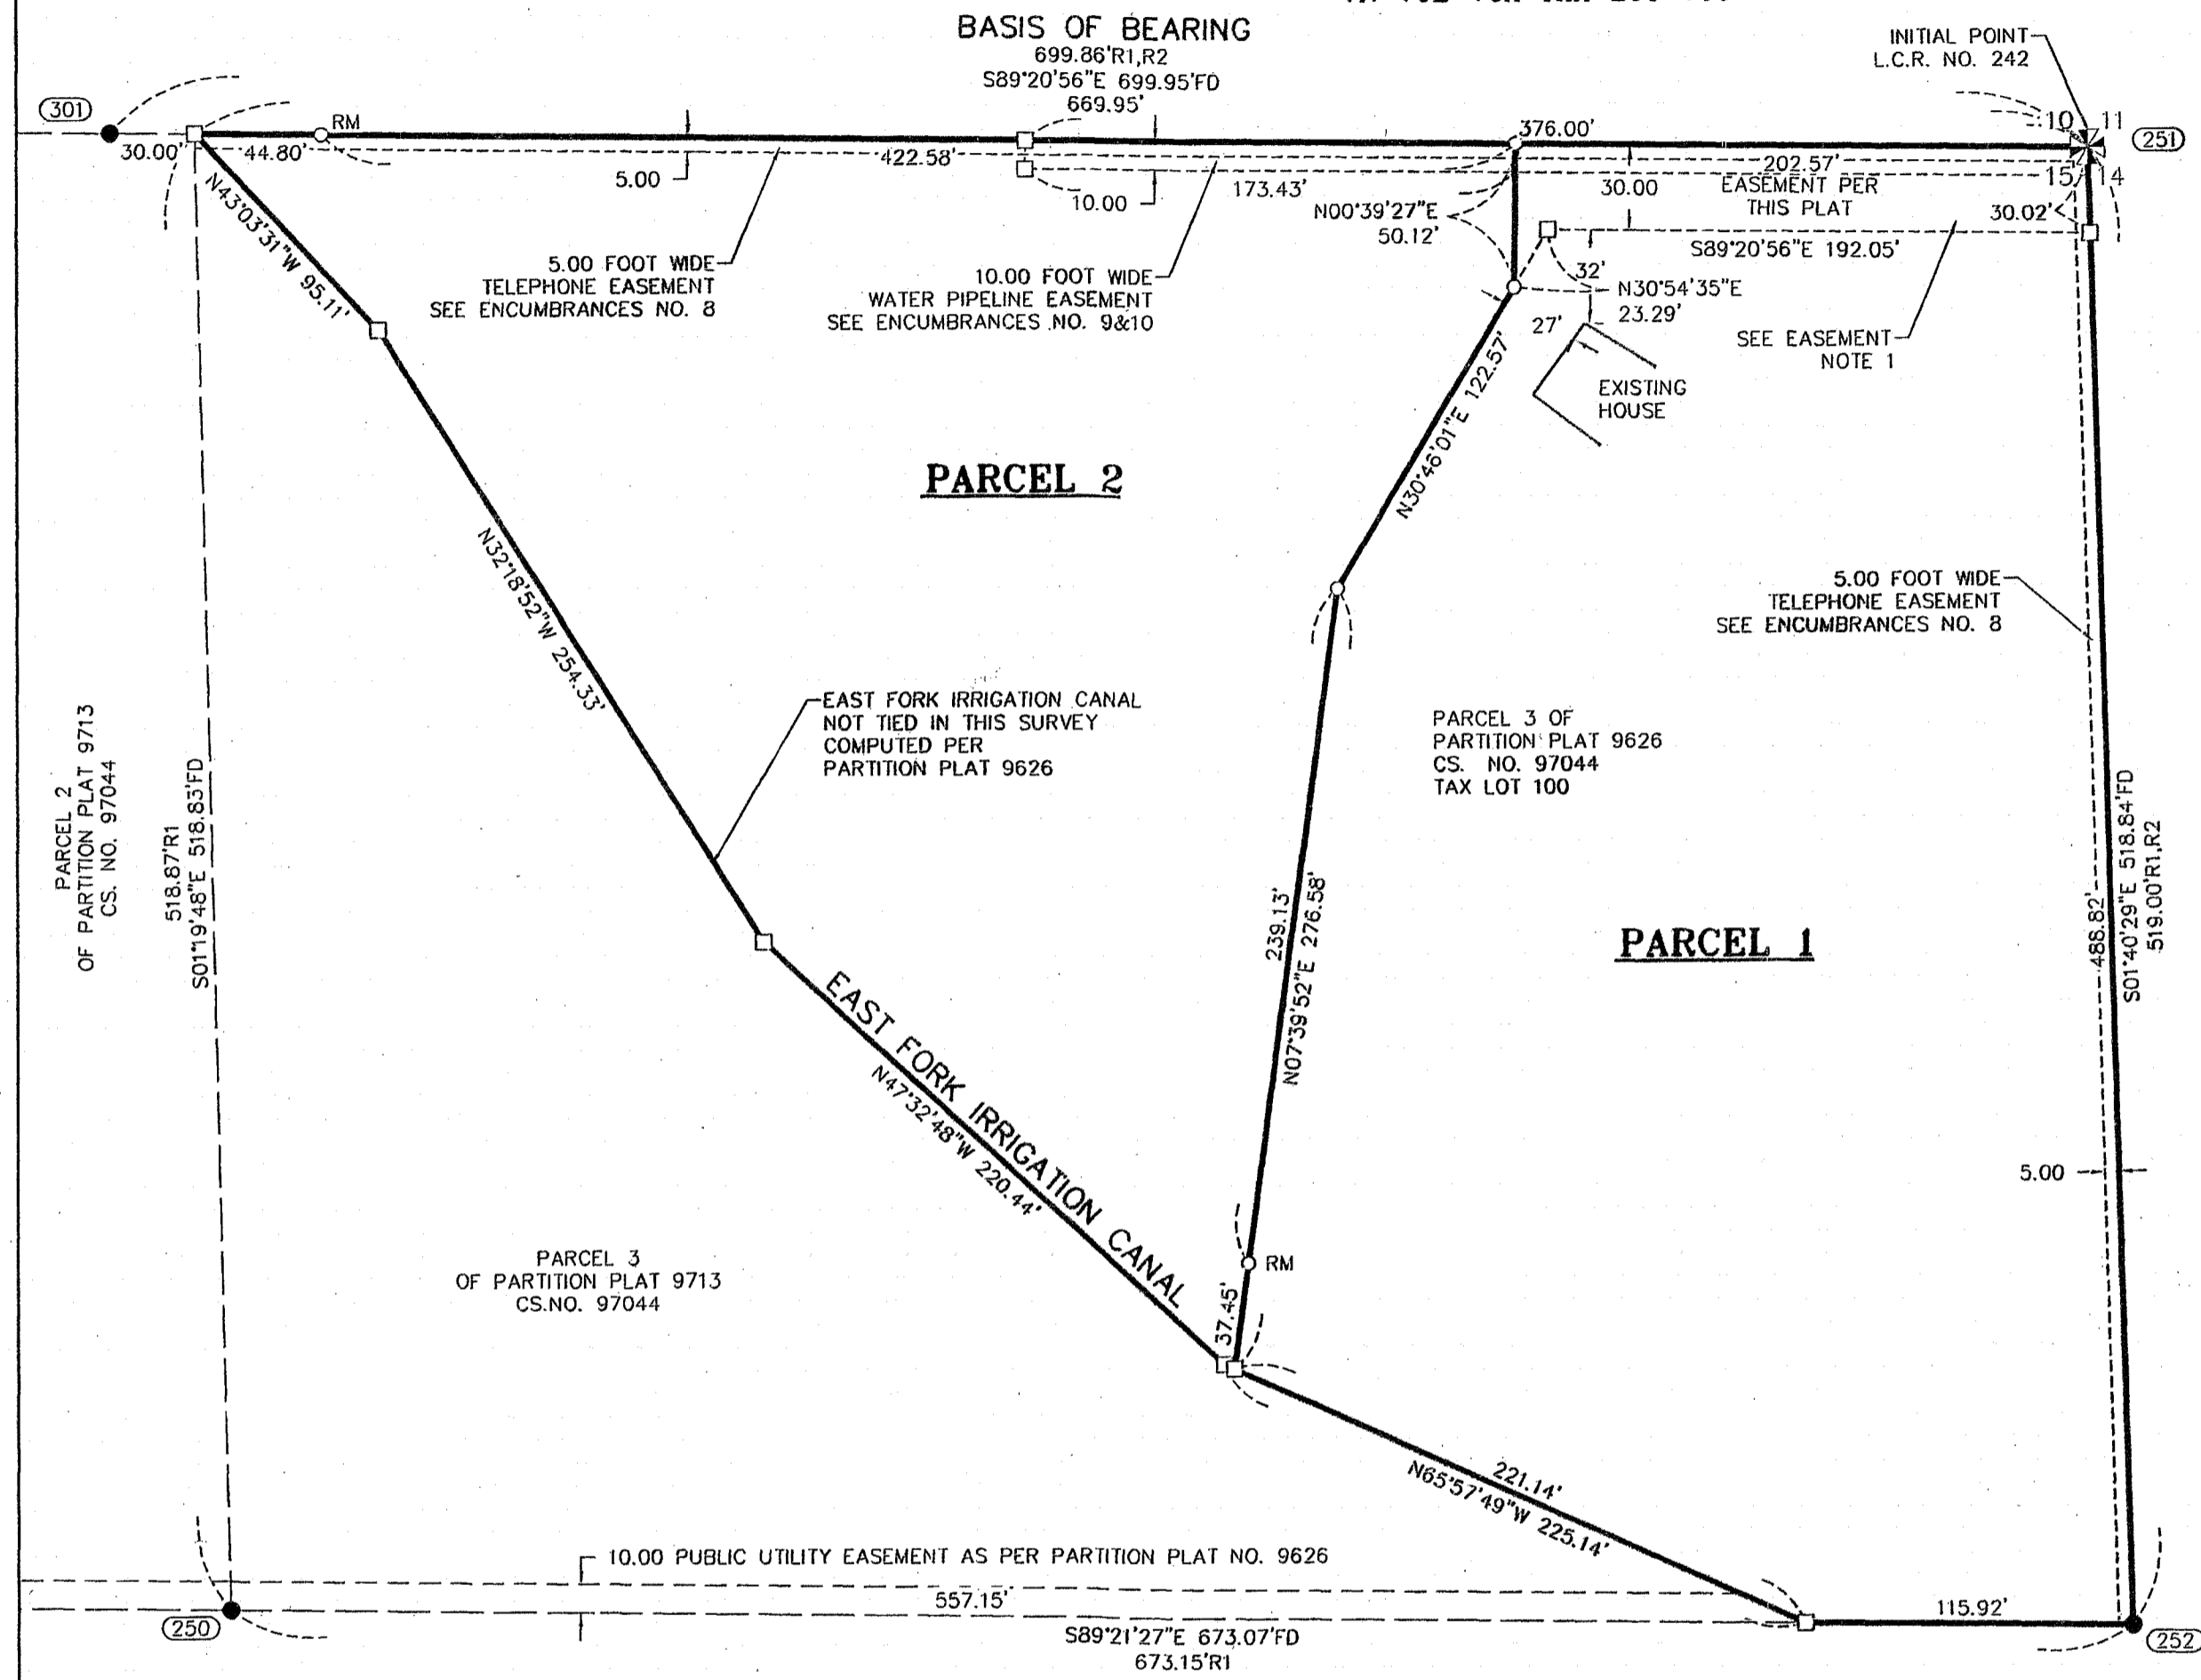 BASIS OF BEARING
699.86'R1,R2
S89°20'56"E 699.95'FD
669.95'
INITIAL POINT
L.C.R. NO. 242
301
RM
376.00'
10
11
251
30.00'
44.80'
422.58'
202.57'
15
14
5.00
10.00
173.43'
30.00
EASEMENT PER
THIS PLAT
30.02'
N00°39'27"E
50.12'
S89°20'56"E 192.05'
N43°03'31"W 95.11'
5.00 FOOT WIDE
TELEPHONE EASEMENT
SEE ENCUMBRANCES NO. 8
10.00 FOOT WIDE
WATER PIPELINE EASEMENT
SEE ENCUMBRANCES NO. 9&10
32'
N30°54'35"E
23.29'
27'
SEE EASEMENT
NOTE 1
EXISTING
HOUSE
N30°46'01"E 122.57'
PARCEL 2
N32°18'52"W 254.33'
5.00 FOOT WIDE
TELEPHONE EASEMENT
SEE ENCUMBRANCES NO. 8
EAST FORK IRRIGATION CANAL
NOT TIED IN THIS SURVEY
COMPUTED PER
PARTITION PLAT 9626
PARCEL 3 OF
PARTITION PLAT 9626
CS. NO. 97044
TAX LOT 100
PARCEL 2
OF PARTITION PLAT 9713
CS. NO. 97044
518.87'R1
S01°19'48"E 518.83'FD
239.13'
N07°39'52"E 276.58'
PARCEL 1
488.82'
S01°40'29"E 518.84'FD
519.00'R1,R2
EAST FORK IRRIGATION CANAL
N47°32'48"W 220.44'
5.00
RM
37.45'
PARCEL 3
OF PARTITION PLAT 9713
CS.NO. 97044
221.14'
N65°57'49"W 225.14'
10.00 PUBLIC UTILITY EASEMENT AS PER PARTITION PLAT NO. 9626
557.15'
115.92'
250
S89°21'27"E 673.07'FD
673.15'R1
252